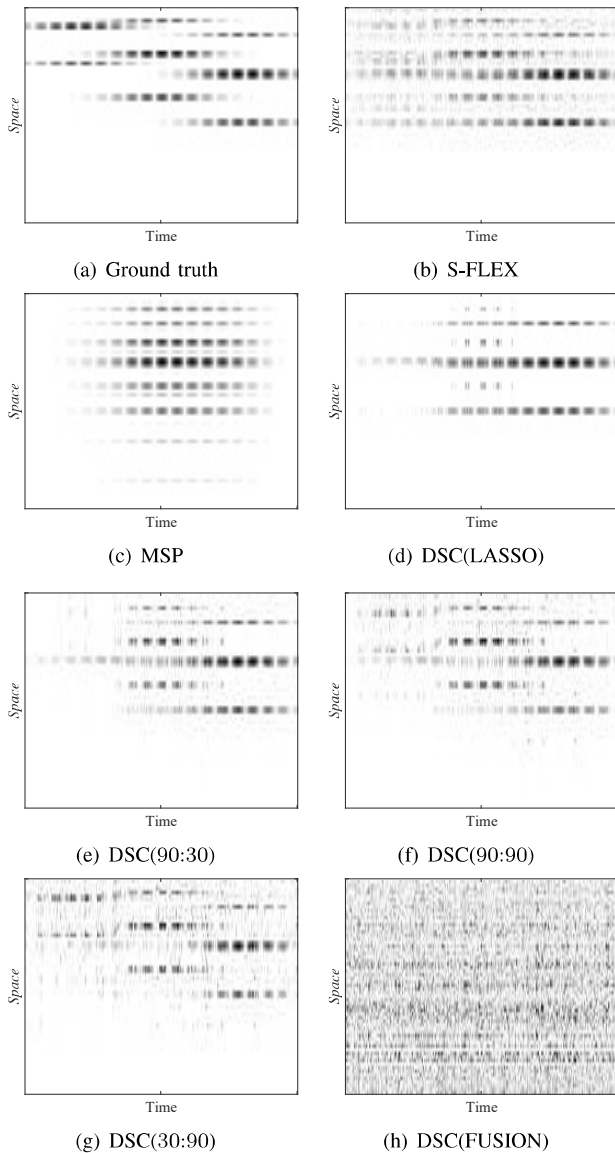 Space
Space
Time
Time
(a) Ground truth
(b) S-FLEX
Space
Space
Time
Time
(c) MSP
(d) DSC(LASSO)
Space
Space
Time
Time
(e) DSC(90:30)
(f) DSC(90:90)
Space
Space
Time
Time
(g) DSC(30:90)
(h) DSC(FUSION)